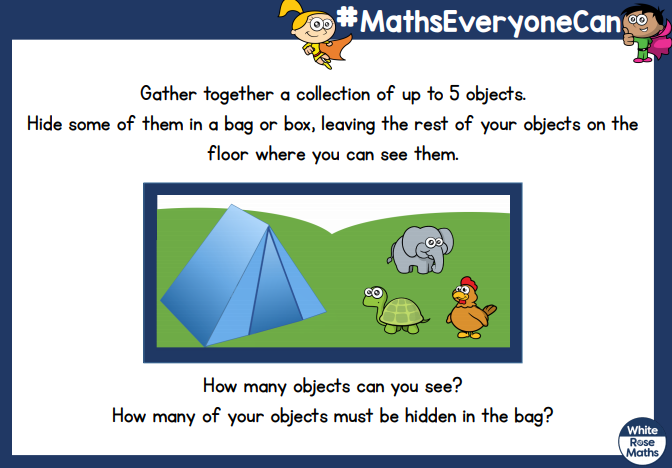 #MathsEveryoneCan
Gather together a collection of up to 5 objects.
Hide some of them in a bag or box, leaving the rest of your objects on the
floor where you can see them.
How many objects can you see?
How many of your objects must be hidden in the bag?
White
Rose
Maths